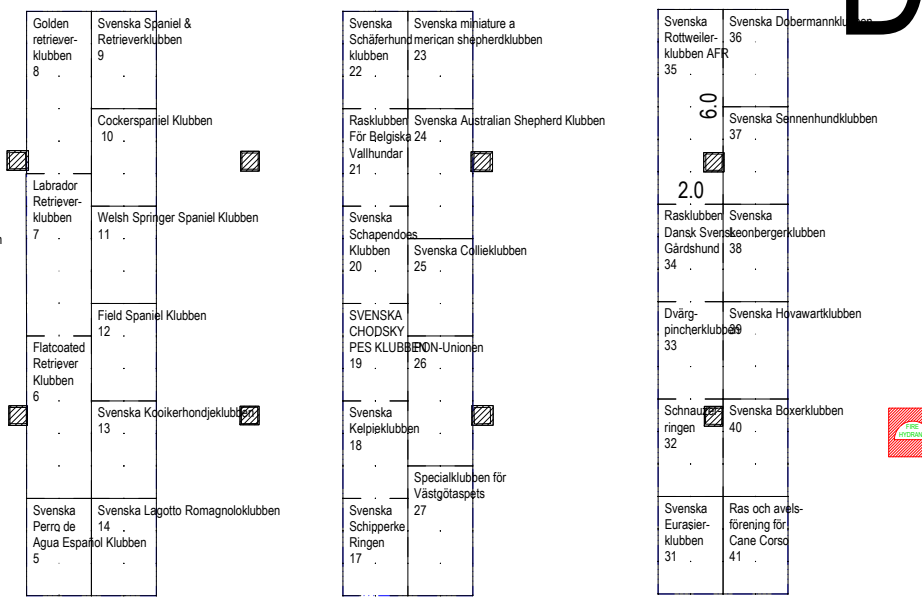 Golden
retriever-
klubben
8
Svenska Spaniel &
Retrieverklubben
9
Cockerspaniel Klubben
10
Labrador
Retriever-
klubben
7
Welsh Springer Spaniel Klubben
11
Field Spaniel Klubben
12
Flatcoated
Retriever
Klubben
6
Svenska Kooikerhondjeklubben
13
Svenska
Perro de
Agua Español Klubben
5
Svenska Lagotto Romagnoloklubben
14
Svenska
Schäferhund
klubben
22
Svenska miniature a
merican shepherdklubben
23
Rasklubben
För Belgiska
Vallhundar
21
Svenska Australian Shepherd Klubben
24
Svenska
Schapendoes
Klubben
20
Svenska Collieklubben
25
SVENSKA
CHODSKY
PES KLUBBEN
19
PON-Unionen
26
Svenska
Kelpieklubben
18
Specialklubben för
Västgötaspets
27
Svenska
Schipperke
Ringen
17
Svenska
Rottweiler-
klubben AFR
35
Svenska Dobermannklubben
36
6.0
2.0
Svenska Sennenhundklubben
37
Rasklubben
Dansk Svensk
Gårdshund
34
Svenska
Leonbergerklubben
38
Dvärg-
pincherklubben
33
Svenska Hovawartklubben
39
Schnauzer-
ringen
32
Svenska Boxerklubben
40
Svenska
Eurasier-
klubben
31
Ras och avels-
förening för
Cane Corso
41
FIRE